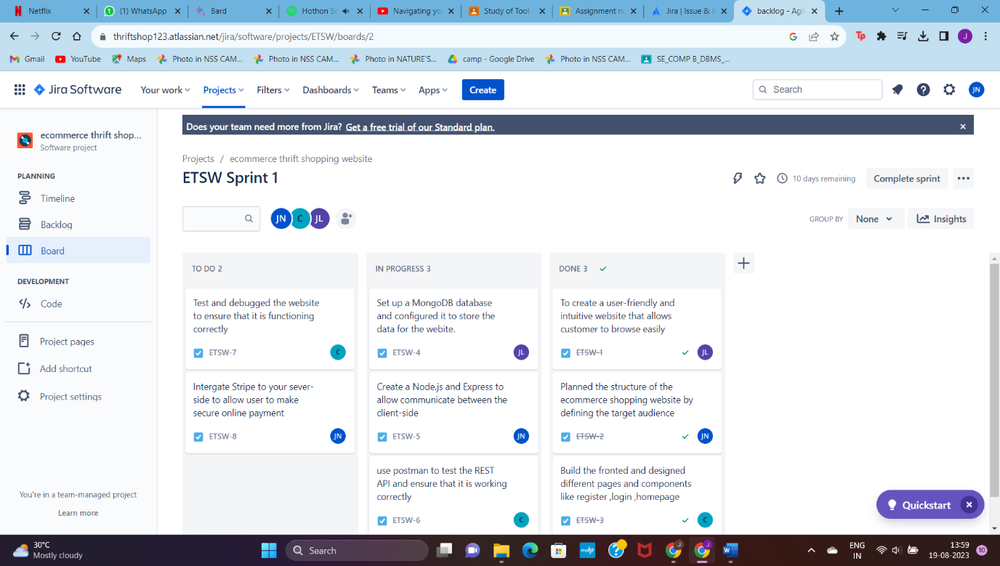 Netflix
(1) WhatsApp
Bard
Hothon Se
Navigating yo
Study of Tool
Assignment no
Jira | Issue & P
backlog - Agil
thriftshop123.atlassian.net/jira/software/projects/ETSW/boards/2
J
Gmail
YouTube
Maps
Photo in NSS CAM...
Photo in NSS CAM...
Photo in NATURE'S...
camp - Google Drive
Photo in NSS CAM...
SE_COMP B_DBMS_...
Jira Software
Your work
Projects
Filters
Dashboards
Teams
Apps
Create
Search
JN
ecommerce thrift shop...
Software project
PLANNING
Timeline
Backlog
Board
DEVELOPMENT
Code
Project pages
Add shortcut
Project settings
You're in a team-managed project
Learn more
Does your team need more from Jira? Get a free trial of our Standard plan.
Projects / ecommerce thrift shopping website
ETSW Sprint 1
10 days remaining
Complete sprint
JN C JL
GROUP BY
None
Insights
TO DO 2
Test and debugged the website
to ensure that it is functioning
correctly
ETSW-7
C
Intergate Stripe to your sever-
side to allow user to make
secure online payment
ETSW-8
JN
IN PROGRESS 3
Set up a MongoDB database
and configured it to store the
data for the webite.
ETSW-4
JL
Create a Node.js and Express to
allow communicate between the
client-side
ETSW-5
JN
use postman to test the REST
API and ensure that it is working
correctly
ETSW-6
C
DONE 3
To create a user-friendly and
intuitive website that allows
customer to browse easily
ETSW-1
JL
Planned the structure of the
ecommerce shopping website by
defining the target audience
ETSW-2
JN
Build the fronted and designed
different pages and components
like register ,login ,homepage
ETSW-3
C
Quickstart
30°C
Mostly cloudy
Search
ENG
IN
13:59
19-08-2023
10